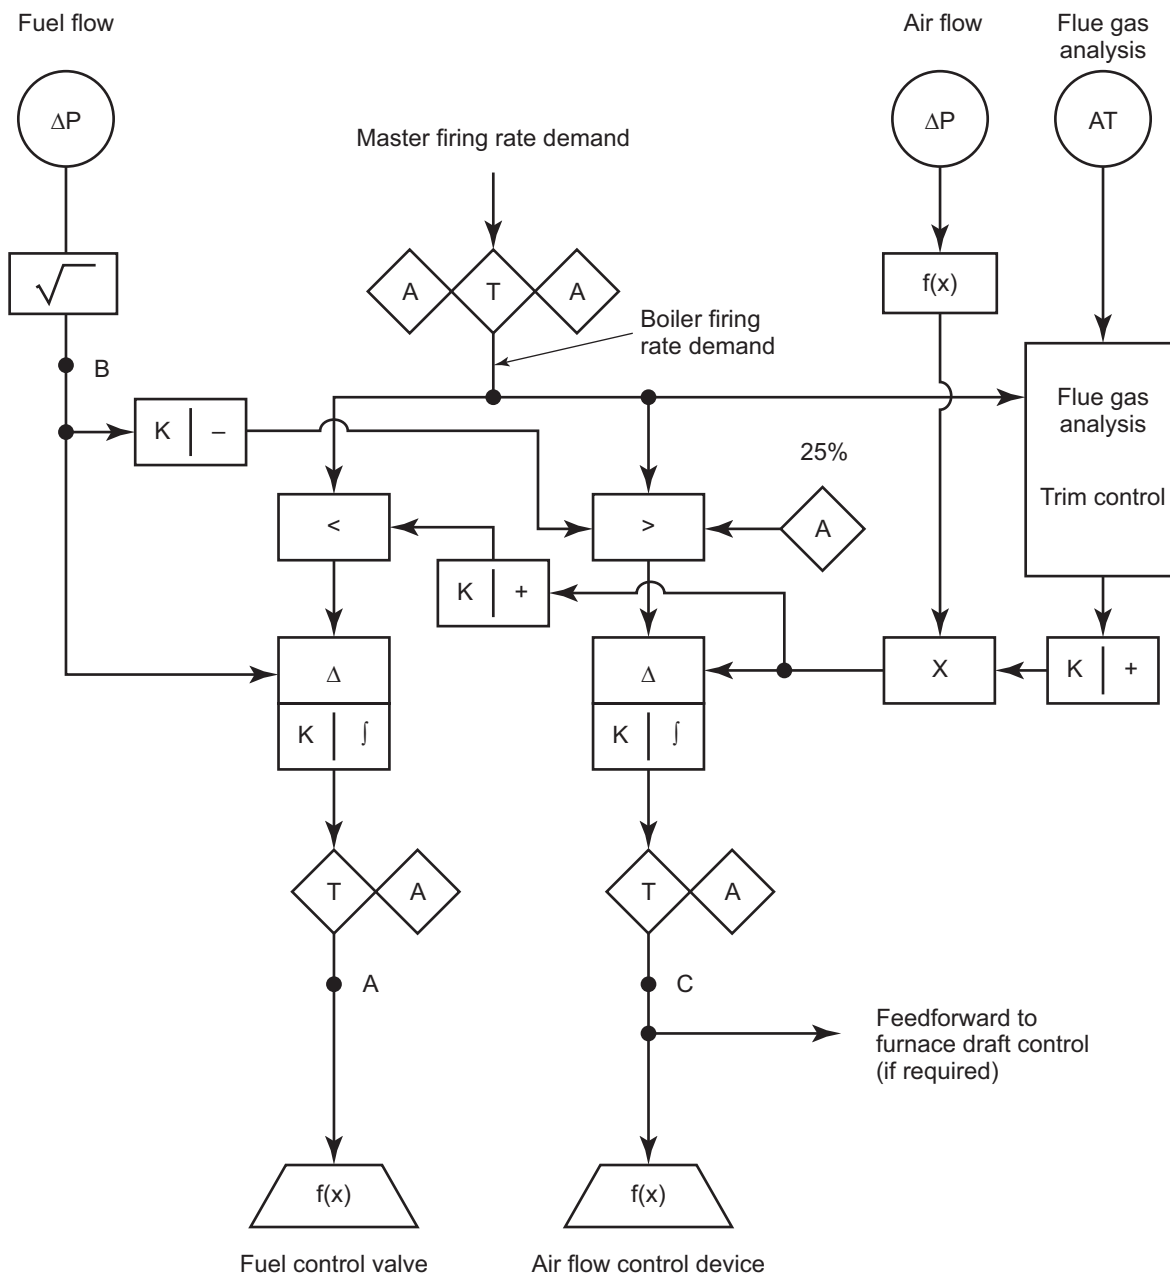 Fuel flow
Air flow
Flue gas
analysis
ΔP
ΔP
AT
Master firing rate demand
√
f(x)
A
T
A
Boiler firing
rate demand
B
K
–
Flue gas
analysis
Trim control
25%
<
>
A
K
+
Δ
Δ
X
K
+
K
∫
K
∫
T
A
T
A
A
C
Feedforward to
furnace draft control
(if required)
f(x)
f(x)
Fuel control valve
Air flow control device